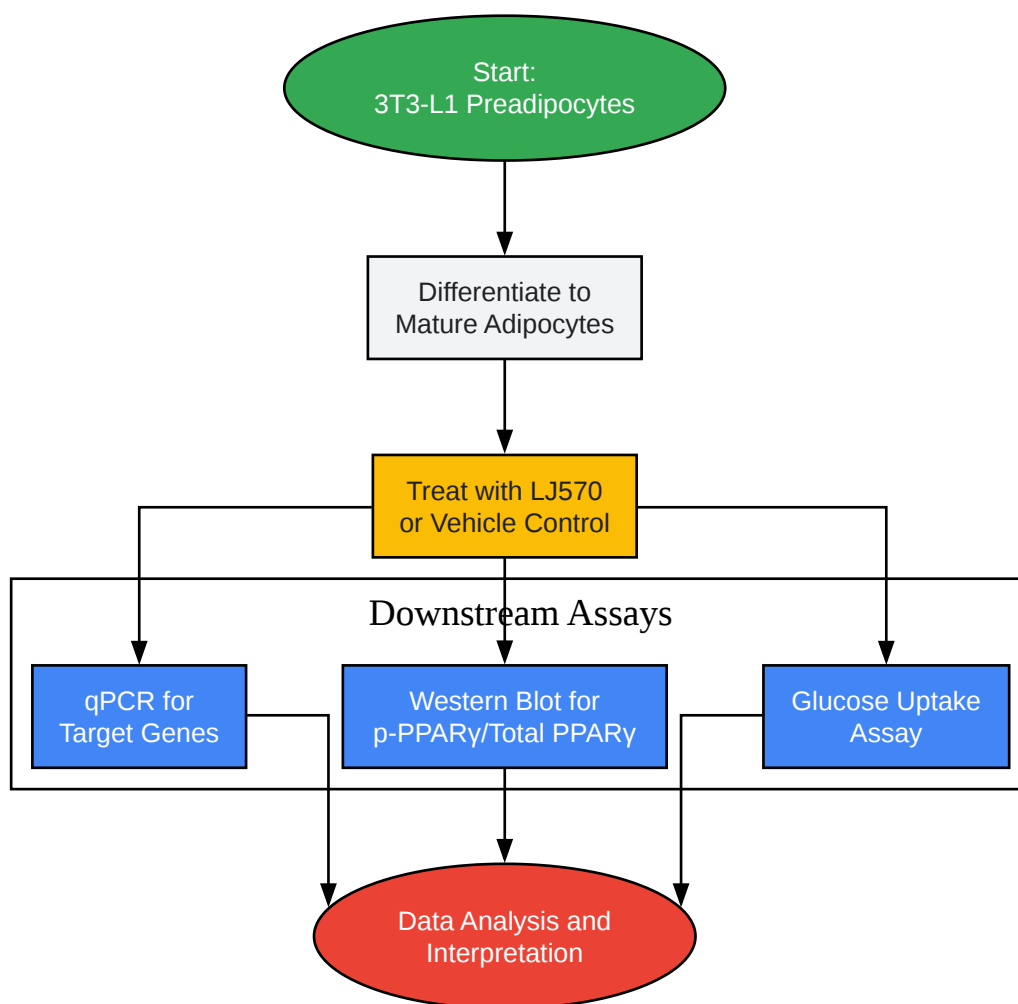 Start:
3T3-L1 Preadipocytes
Differentiate to
Mature Adipocytes
Treat with LJ570
or Vehicle Control
Downstream Assays
qPCR for
Target Genes
Western Blot for
p-PPARγ/Total PPARγ
Glucose Uptake
Assay
Data Analysis and
Interpretation